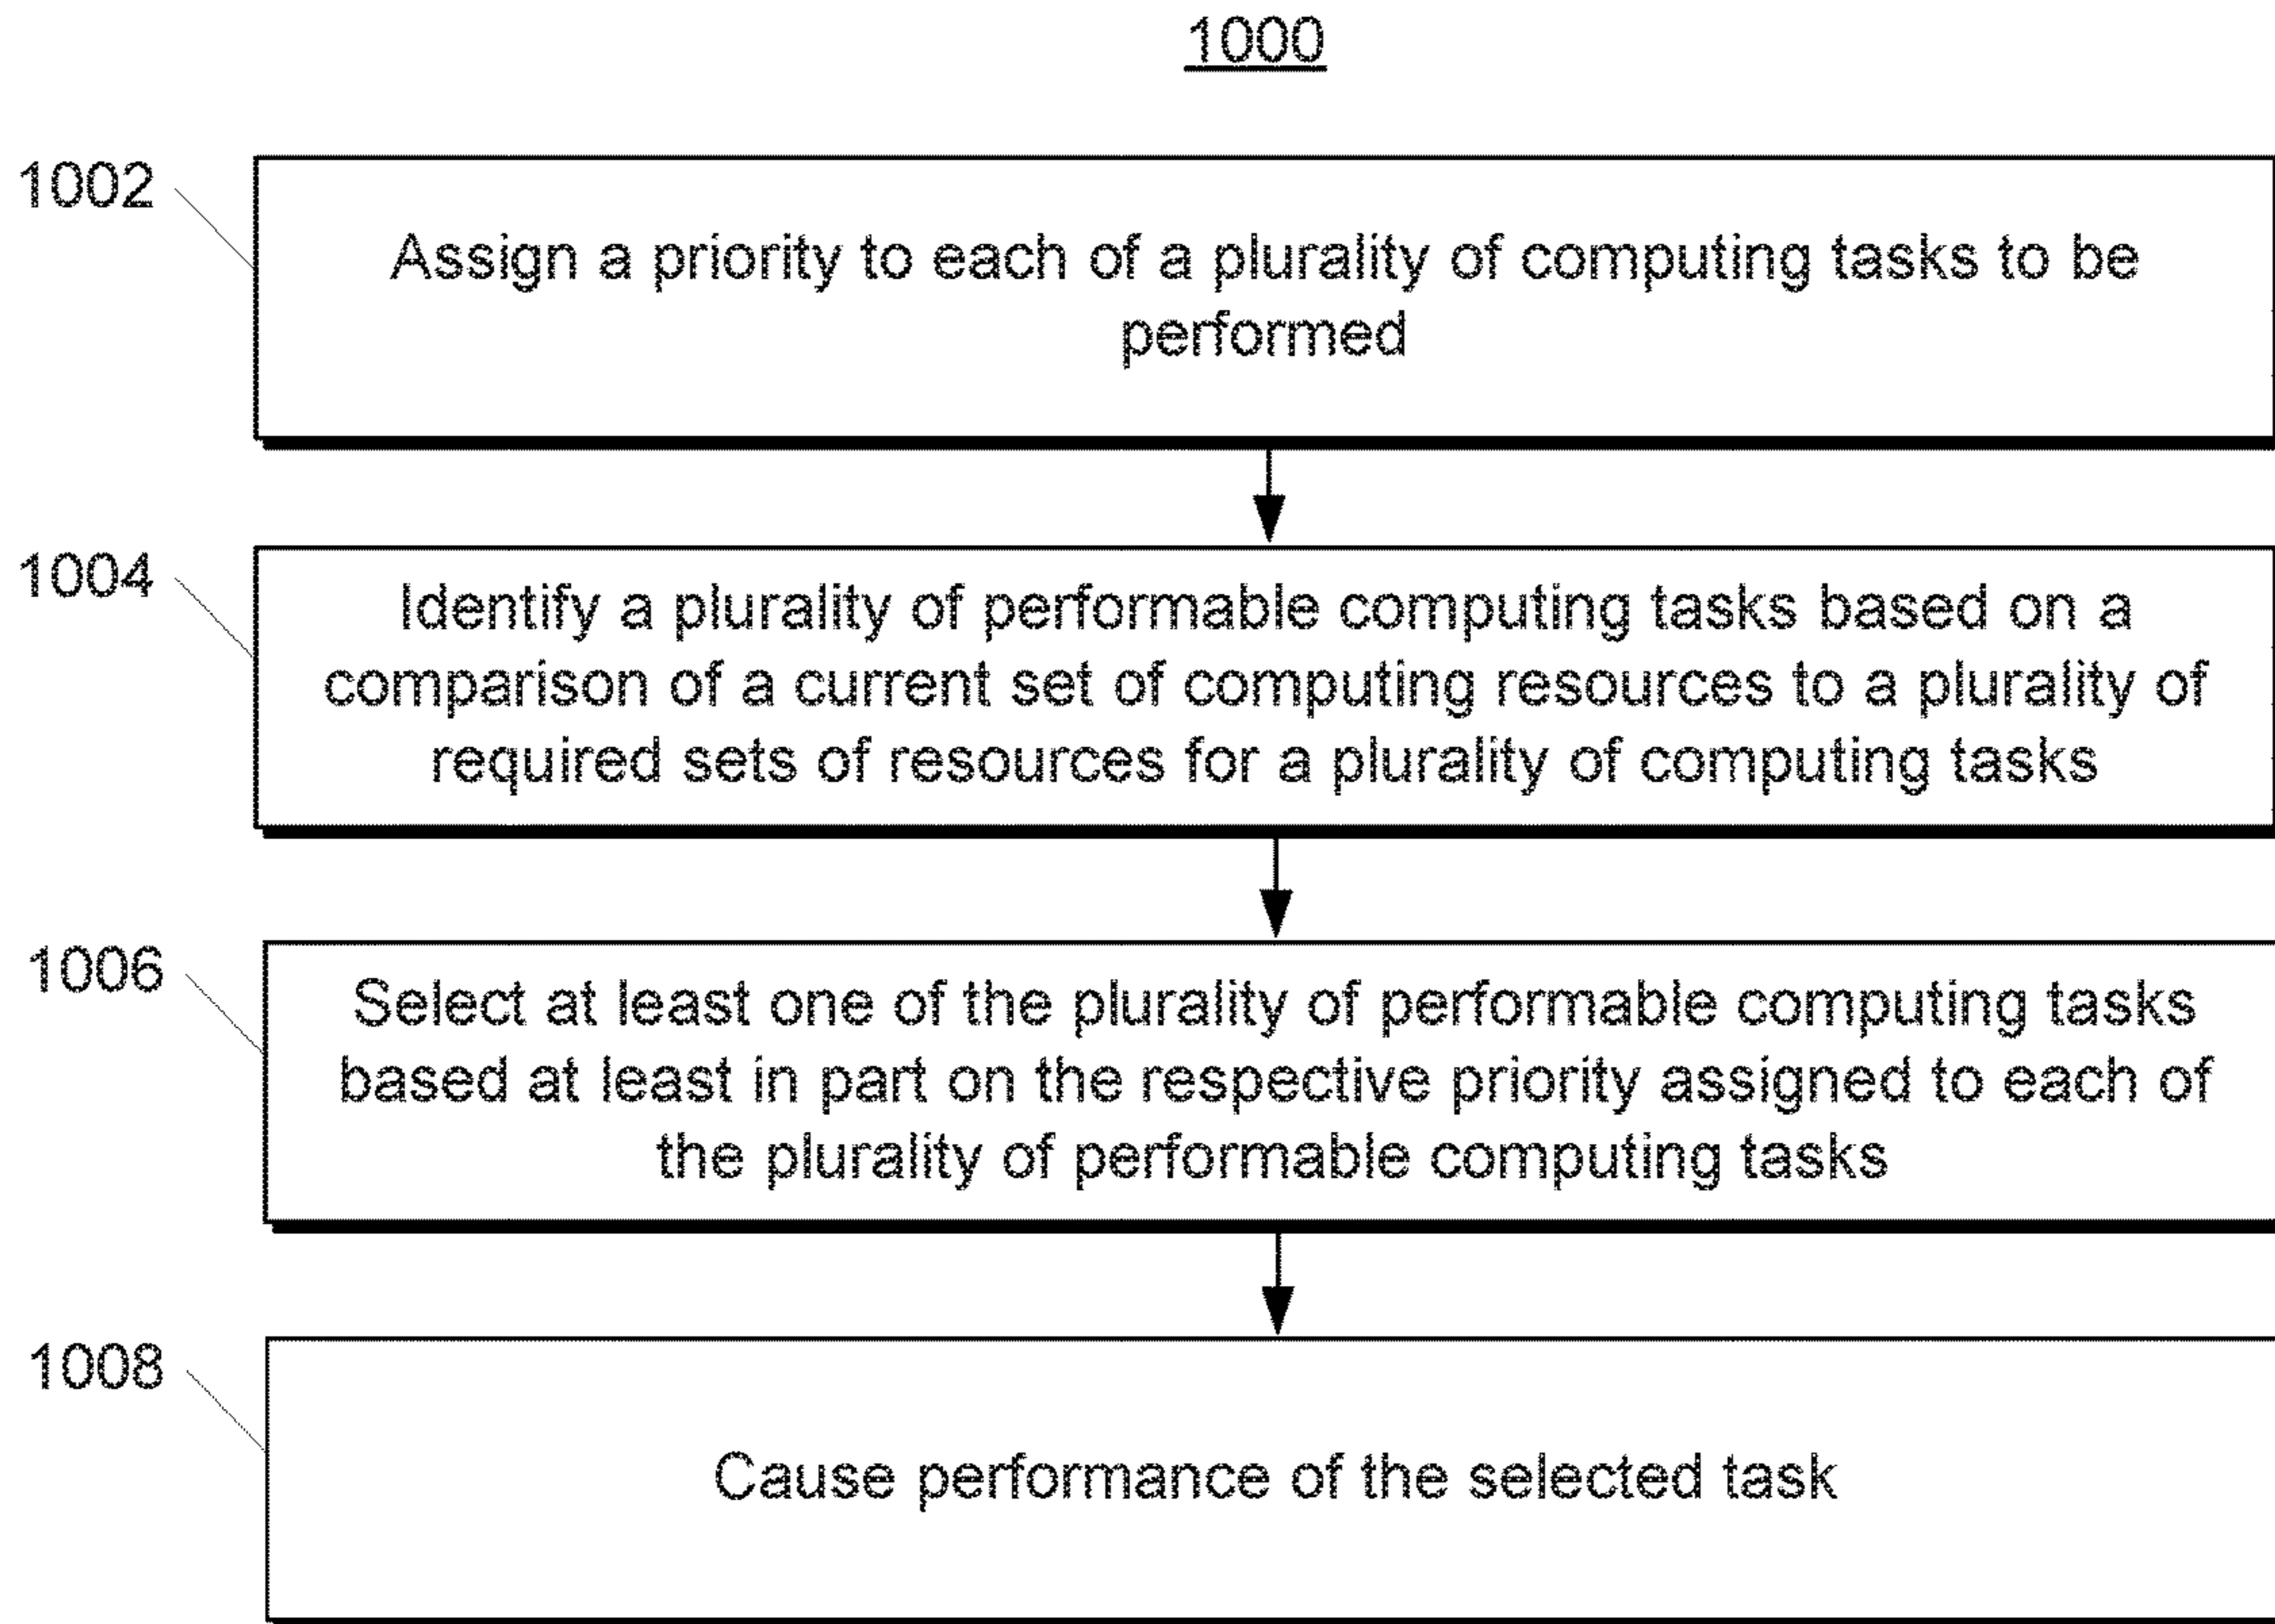 1000
1002
Assign a priority to each of a plurality of computing tasks to be
performed
1004
Identify a plurality of performable computing tasks based on a
comparison of a current set of computing resources to a plurality of
required sets of resources for a plurality of computing tasks
1006
Select at least one of the plurality of performable computing tasks
based at least in part on the respective priority assigned to each of
the plurality of performable computing tasks
1008
Cause performance of the selected task